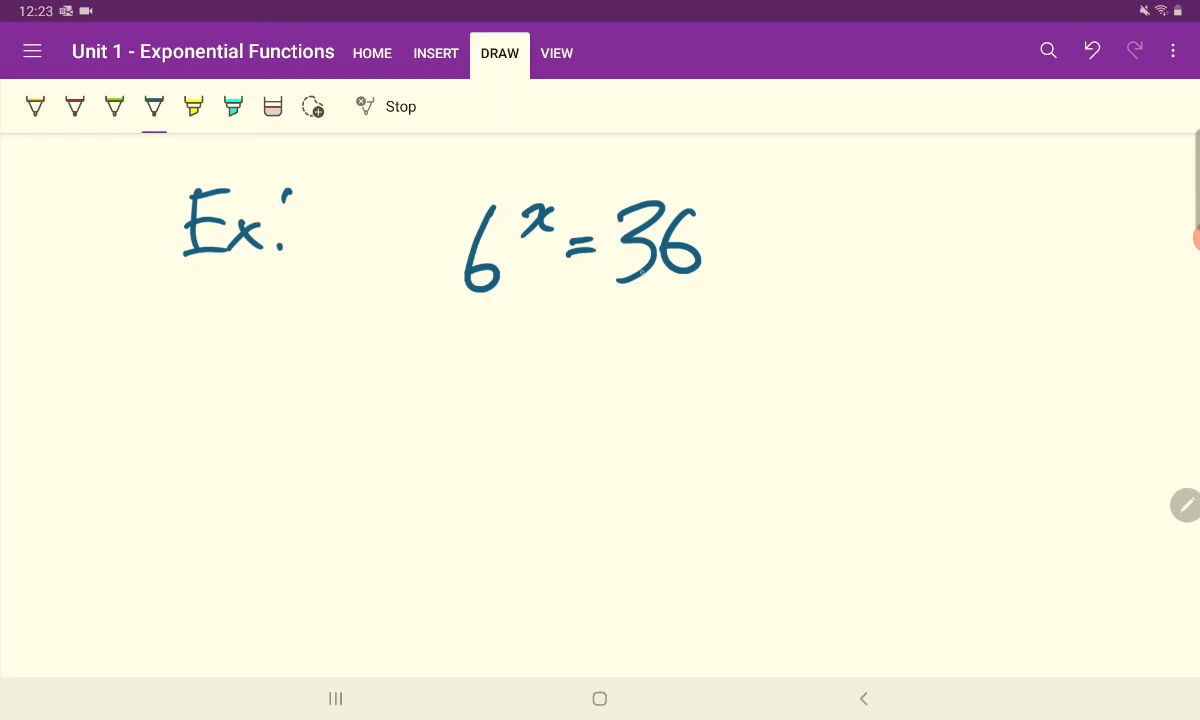 12:23
Unit 1 - Exponential Functions HOME INSERT DRAW VIEW
Stop
Ex: 6^x = 36